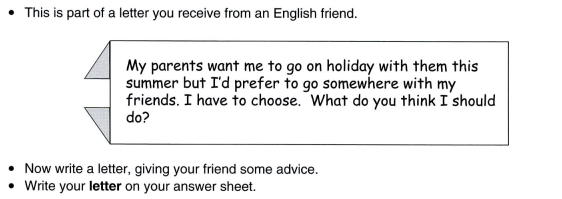 • This is part of a letter you receive from an English friend.
My parents want me to go on holiday with them this
summer but I'd prefer to go somewhere with my
friends. I have to choose. What do you think I should
do?
• Now write a letter, giving your friend some advice.
• Write your letter on your answer sheet.